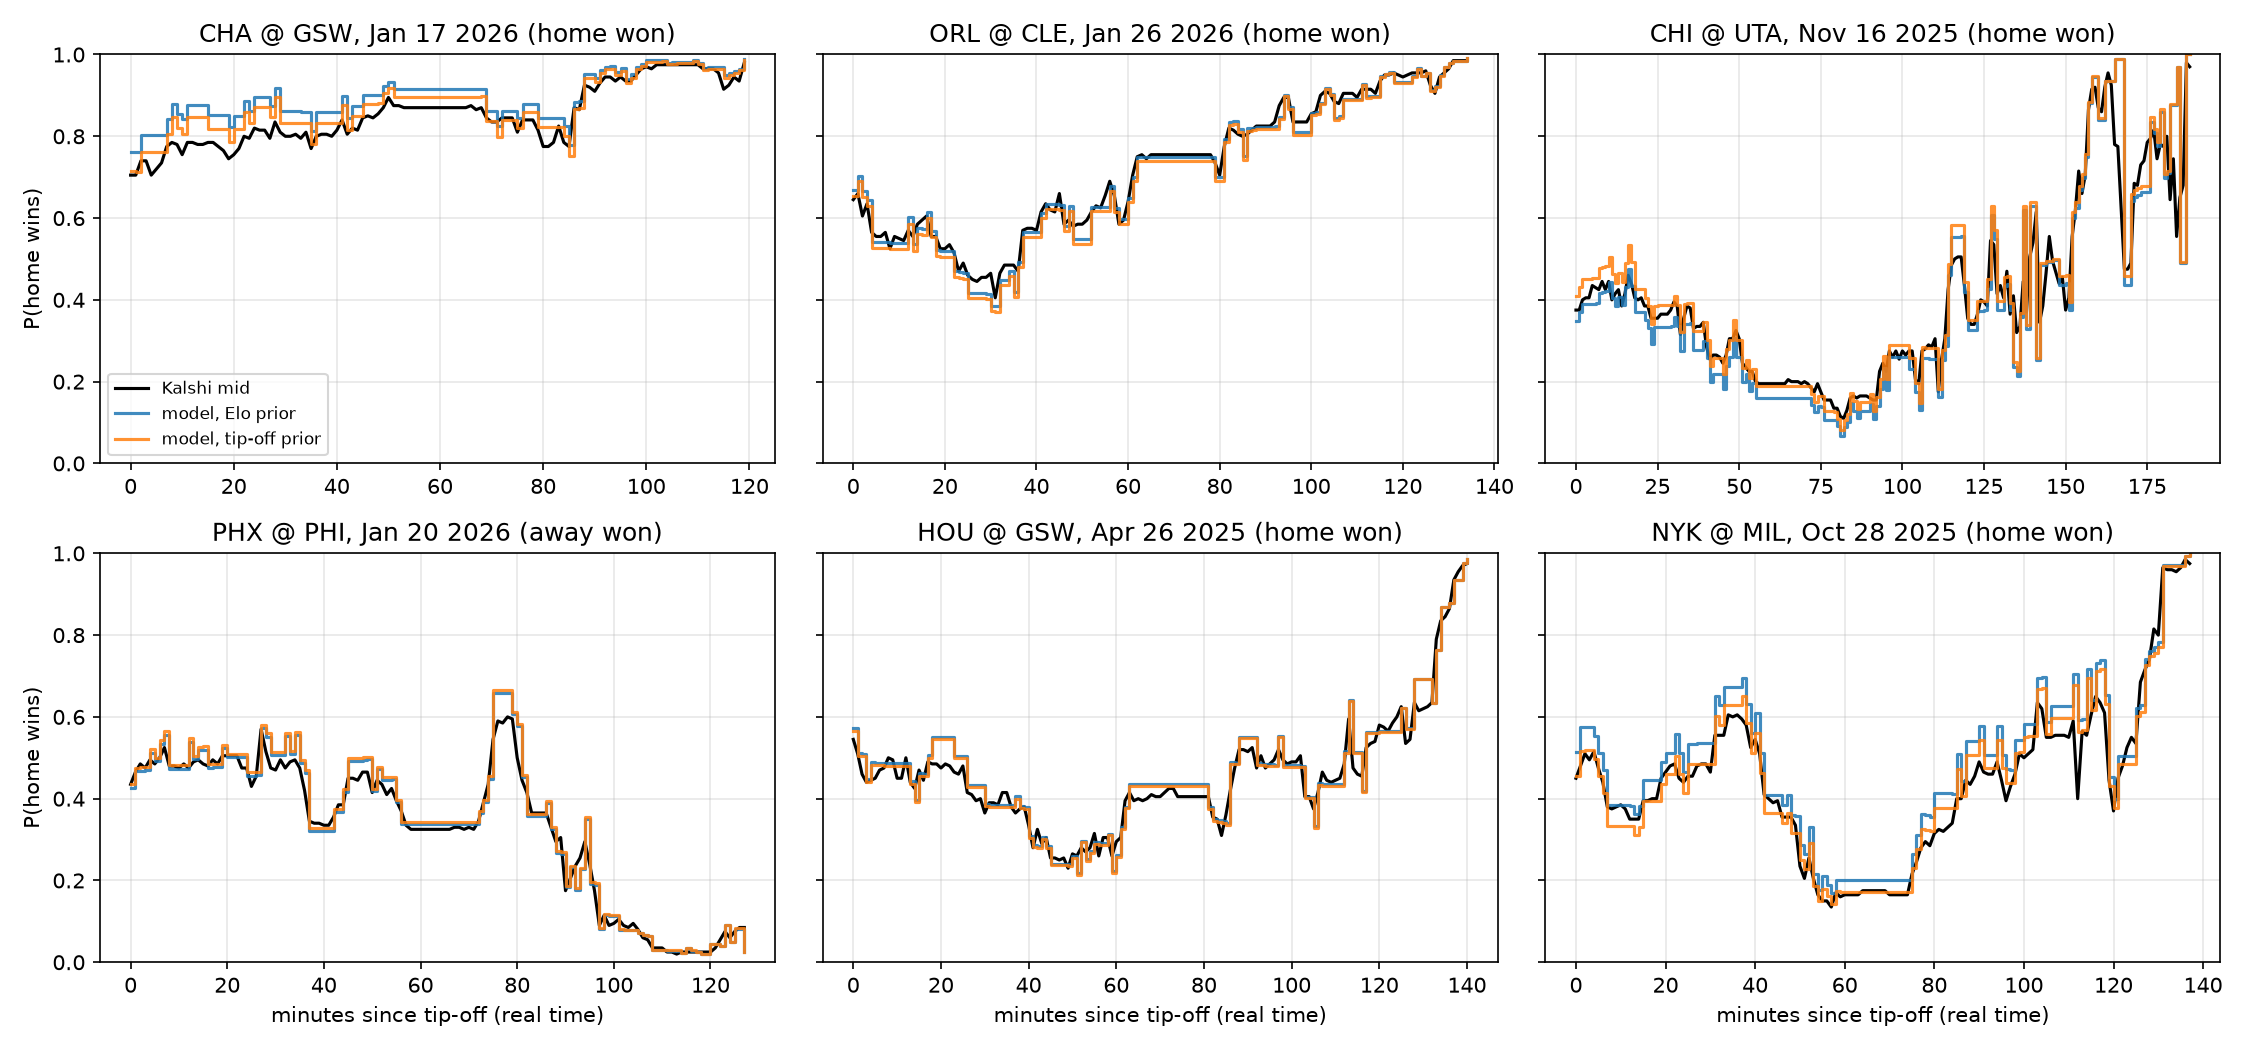 CHA @ GSW, Jan 17 2026 (home won)
ORL @ CLE, Jan 26 2026 (home won)
CHI @ UTA, Nov 16 2025 (home won)
P(home wins)
1.0
0.8
0.6
0.4
0.2
0.0
Kalshi mid
model, Elo prior
model, tip-off prior
0 20 40 60 80 100 120
0 20 40 60 80 100 120 140
0 25 50 75 100 125 150 175
PHX @ PHI, Jan 20 2026 (away won)
HOU @ GSW, Apr 26 2025 (home won)
NYK @ MIL, Oct 28 2025 (home won)
P(home wins)
1.0
0.8
0.6
0.4
0.2
0.0
0 20 40 60 80 100 120
0 20 40 60 80 100 120 140
0 20 40 60 80 100 120 140
minutes since tip-off (real time)
minutes since tip-off (real time)
minutes since tip-off (real time)